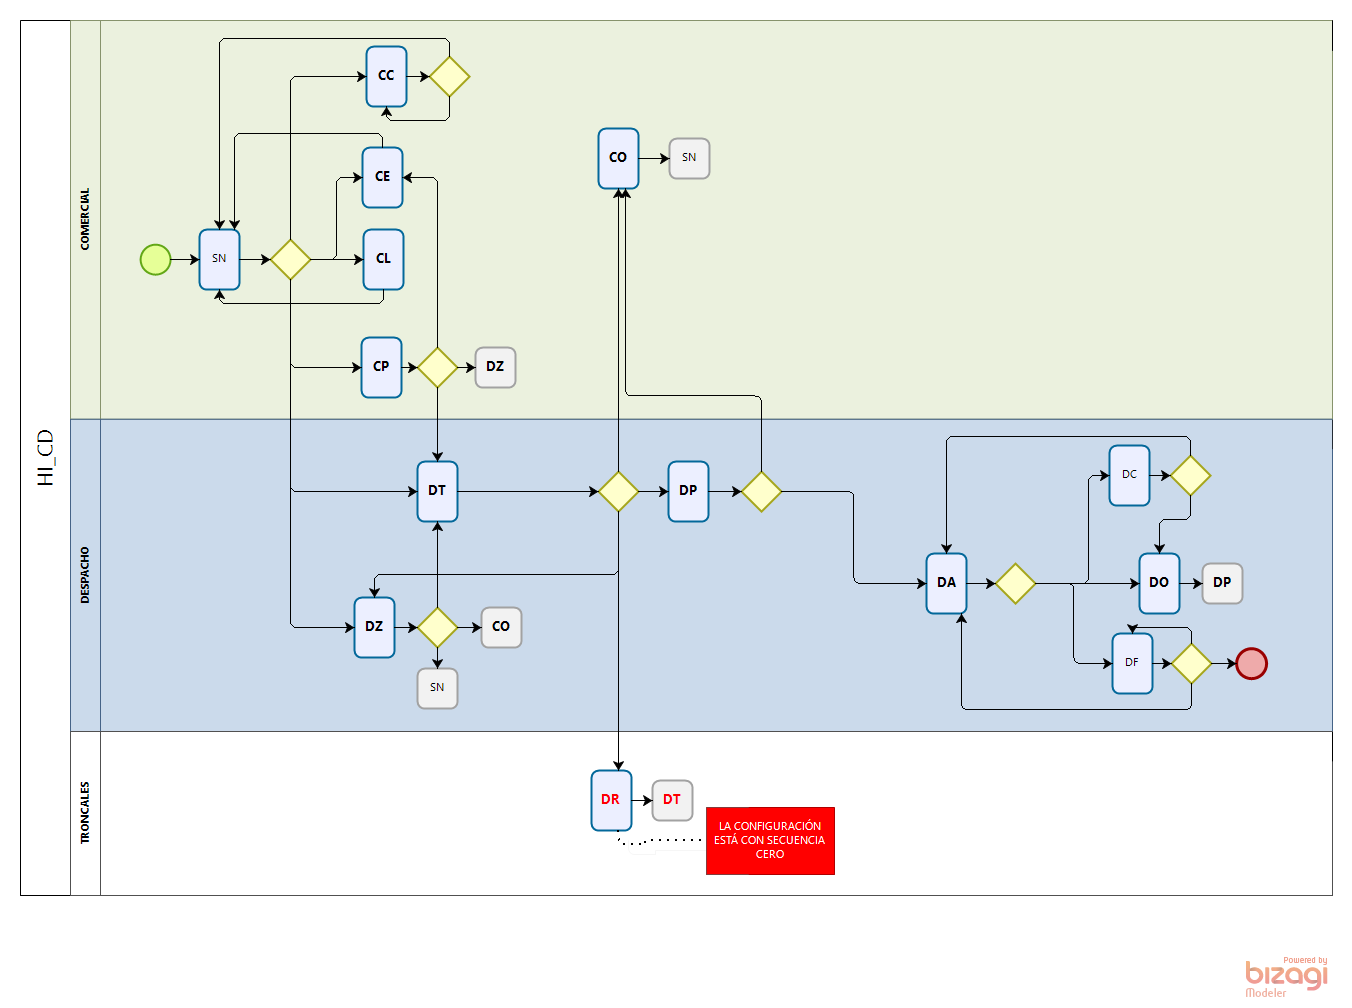 HI_CD
COMERCIAL
CC
CE
CO
SN
SN
CL
CP
DZ
DESPACHO
DT
DP
DC
DA
DO
DP
DZ
CO
DF
SN
TRONCALES
DR
DT
LA CONFIGURACIÓN
ESTÁ CON SECUENCIA
CERO
Powered by
bizagi
Modeler